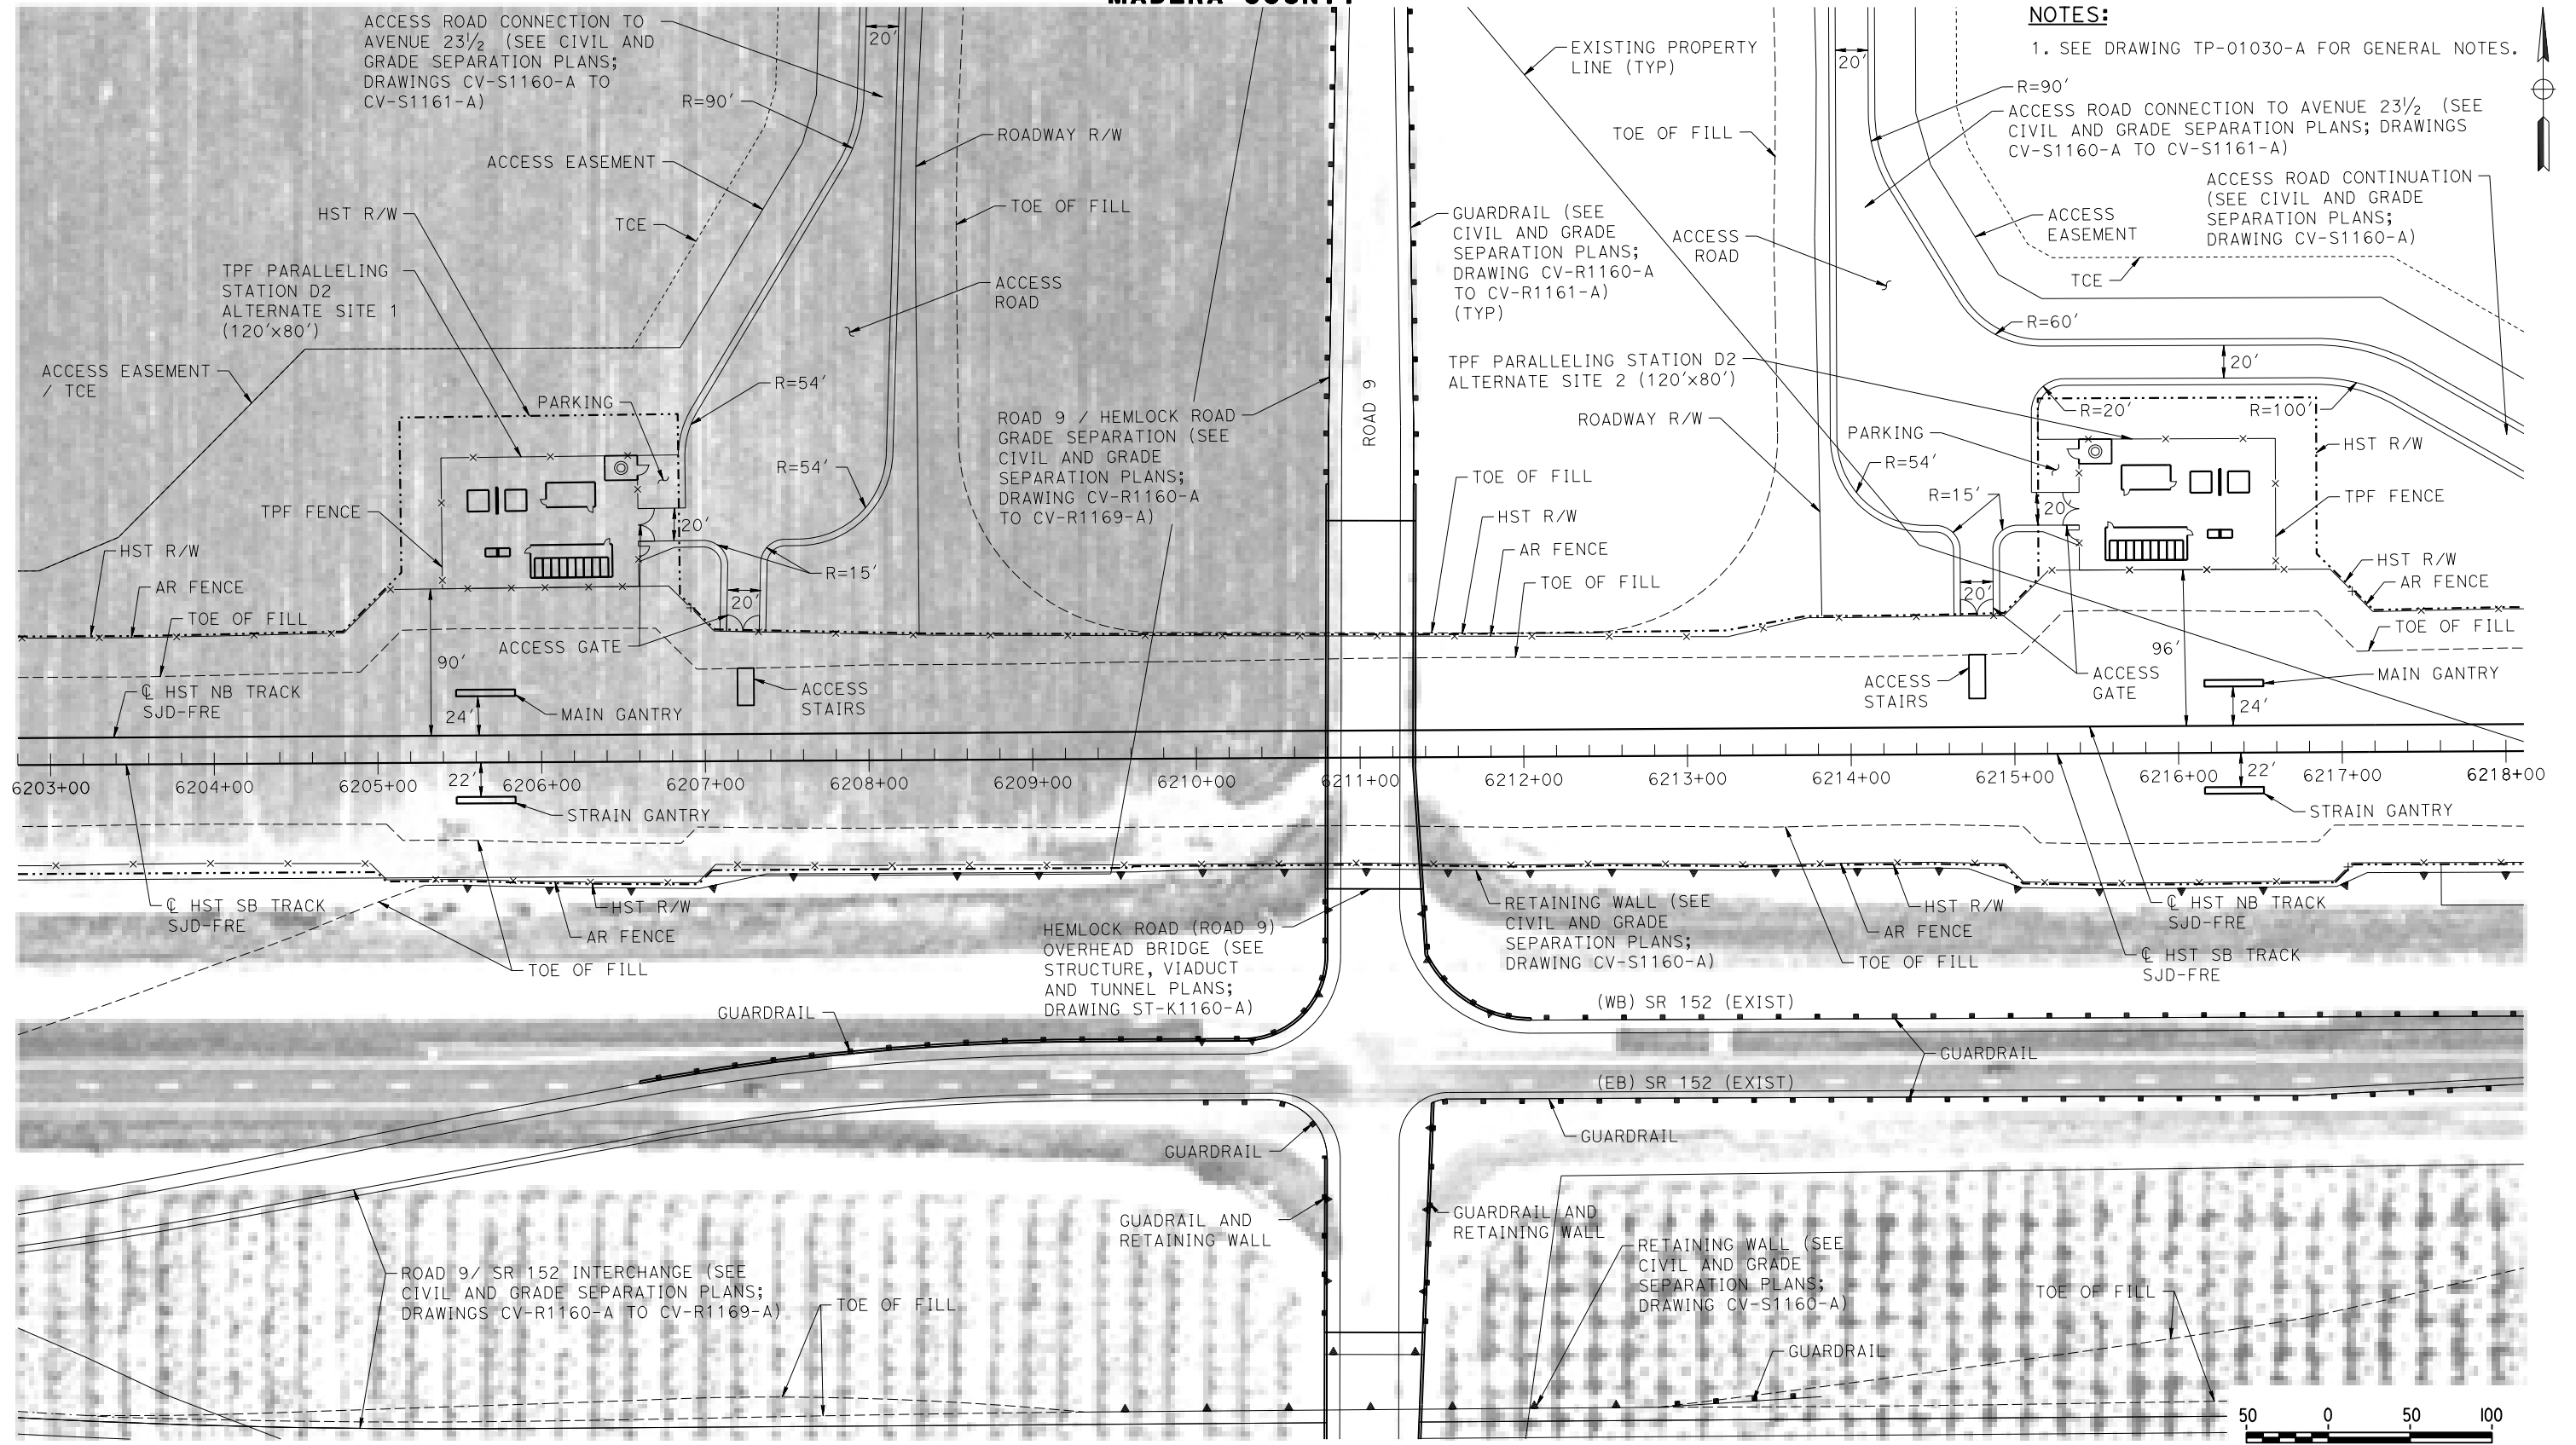 MADERA COUNTY
ACCESS ROAD CONNECTION TO
AVENUE 23½ (SEE CIVIL AND
GRADE SEPARATION PLANS;
DRAWINGS CV-S1160-A TO
CV-S1161-A)
20'
R=90'
ACCESS EASEMENT
HST R/W
TCE
TPF PARALLELING
STATION D2
ALTERNATE SITE 1
(120'x80')
ACCESS EASEMENT
/ TCE
PARKING
R=54'
R=54'
TPF FENCE
HST R/W
AR FENCE
TOE OF FILL
20'
R=15'
20'
ACCESS GATE
90'
ROADWAY R/W
TOE OF FILL
ACCESS
ROAD
ROAD 9 / HEMLOCK ROAD
GRADE SEPARATION (SEE
CIVIL AND GRADE
SEPARATION PLANS;
DRAWING CV-R1160-A
TO CV-R1169-A)
ROAD 9
EXISTING PROPERTY
LINE (TYP)
TOE OF FILL
20'
NOTES:
1. SEE DRAWING TP-01030-A FOR GENERAL NOTES.
R=90'
ACCESS ROAD CONNECTION TO AVENUE 23½ (SEE
CIVIL AND GRADE SEPARATION PLANS; DRAWINGS
CV-S1160-A TO CV-S1161-A)
ACCESS ROAD CONTINUATION
(SEE CIVIL AND GRADE
SEPARATION PLANS;
DRAWING CV-S1160-A)
GUARDRAIL (SEE
CIVIL AND GRADE
SEPARATION PLANS;
DRAWING CV-R1160-A
TO CV-R1161-A)
(TYP)
ACCESS
ROAD
ACCESS
EASEMENT
TCE
R=60'
20'
TPF PARALLELING STATION D2
ALTERNATE SITE 2 (120'x80')
ROADWAY R/W
R=20'
R=100'
PARKING
R=54'
R=15'
HST R/W
TPF FENCE
20'
TOE OF FILL
HST R/W
AR FENCE
TOE OF FILL
HST R/W
AR FENCE
20'
TOE OF FILL
96'
ACCESS
GATE
ACCESS
STAIRS
MAIN GANTRY
24'
℄ HST NB TRACK
SJD-FRE
24'
MAIN GANTRY
ACCESS
STAIRS
6203+00
6204+00
6205+00
22'
6206+00
6207+00
6208+00
6209+00
6210+00
6211+00
6212+00
6213+00
6214+00
6215+00
6216+00
22'
6217+00
6218+00
STRAIN GANTRY
STRAIN GANTRY
℄ HST SB TRACK
SJD-FRE
HST R/W
AR FENCE
TOE OF FILL
HEMLOCK ROAD (ROAD 9)
OVERHEAD BRIDGE (SEE
STRUCTURE, VIADUCT
AND TUNNEL PLANS;
DRAWING ST-K1160-A)
RETAINING WALL (SEE
CIVIL AND GRADE
SEPARATION PLANS;
DRAWING CV-S1160-A)
HST R/W
AR FENCE
TOE OF FILL
℄ HST NB TRACK
SJD-FRE
℄ HST SB TRACK
SJD-FRE
GUARDRAIL
(WB) SR 152 (EXIST)
GUARDRAIL
(EB) SR 152 (EXIST)
GUARDRAIL
GUARDRAIL
GUADRAIL AND
RETAINING WALL
GUARDRAIL AND
RETAINING WALL
RETAINING WALL (SEE
CIVIL AND GRADE
SEPARATION PLANS;
DRAWING CV-S1160-A)
ROAD 9/ SR 152 INTERCHANGE (SEE
CIVIL AND GRADE SEPARATION PLANS;
DRAWINGS CV-R1160-A TO CV-R1169-A)
TOE OF FILL
TOE OF FILL
GUARDRAIL
50 0 50 100